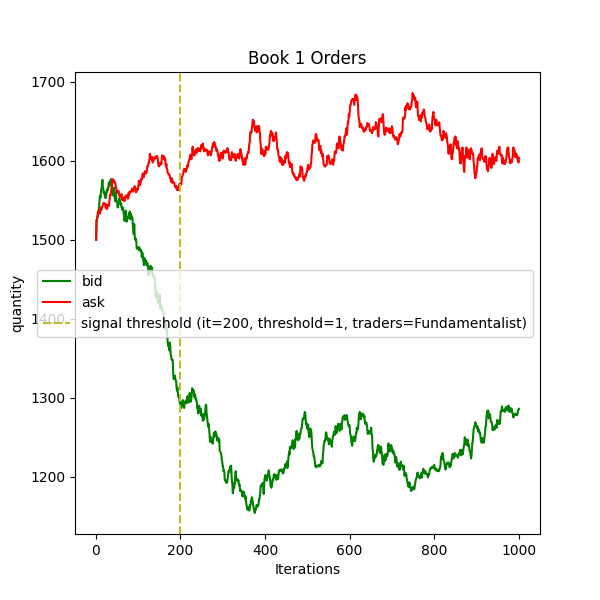 Book 1 Orders
1700
1600
1500
1400
1300
1200
quantity
bid
ask
signal threshold (it=200, threshold=1, traders=Fundamentalist)
0 200 400 600 800 1000
Iterations